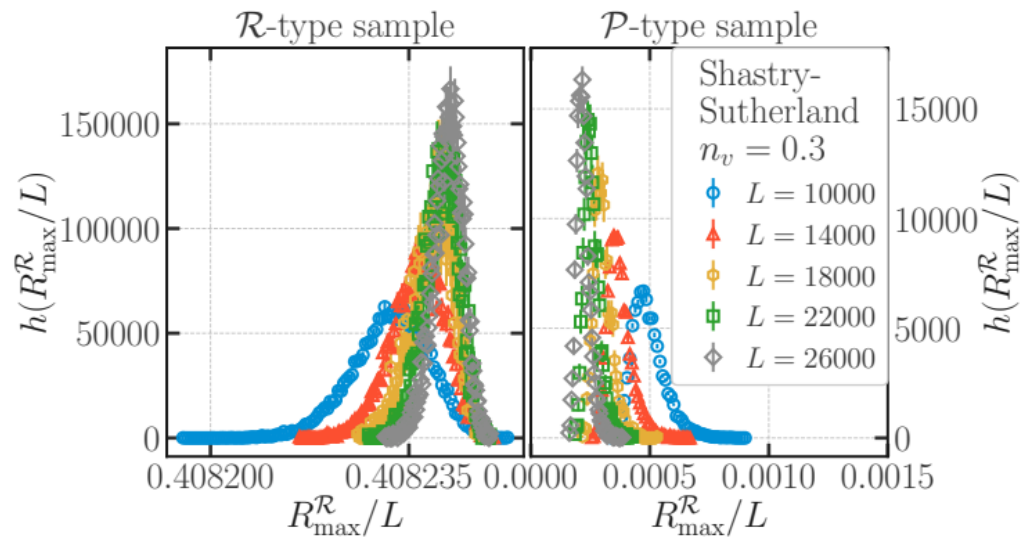 ℛ-type sample
𝒫-type sample
h(R^ℛ_max/L)
150000
100000
50000
0
0.408200
0.408235
R^ℛ_max/L
Shastry-
Sutherland
n_v = 0.3
L = 10000
L = 14000
L = 18000
L = 22000
L = 26000
15000
10000
5000
0
h(R^ℛ_max/L)
0.0000
0.0005
0.0010
0.0015
R^ℛ_max/L